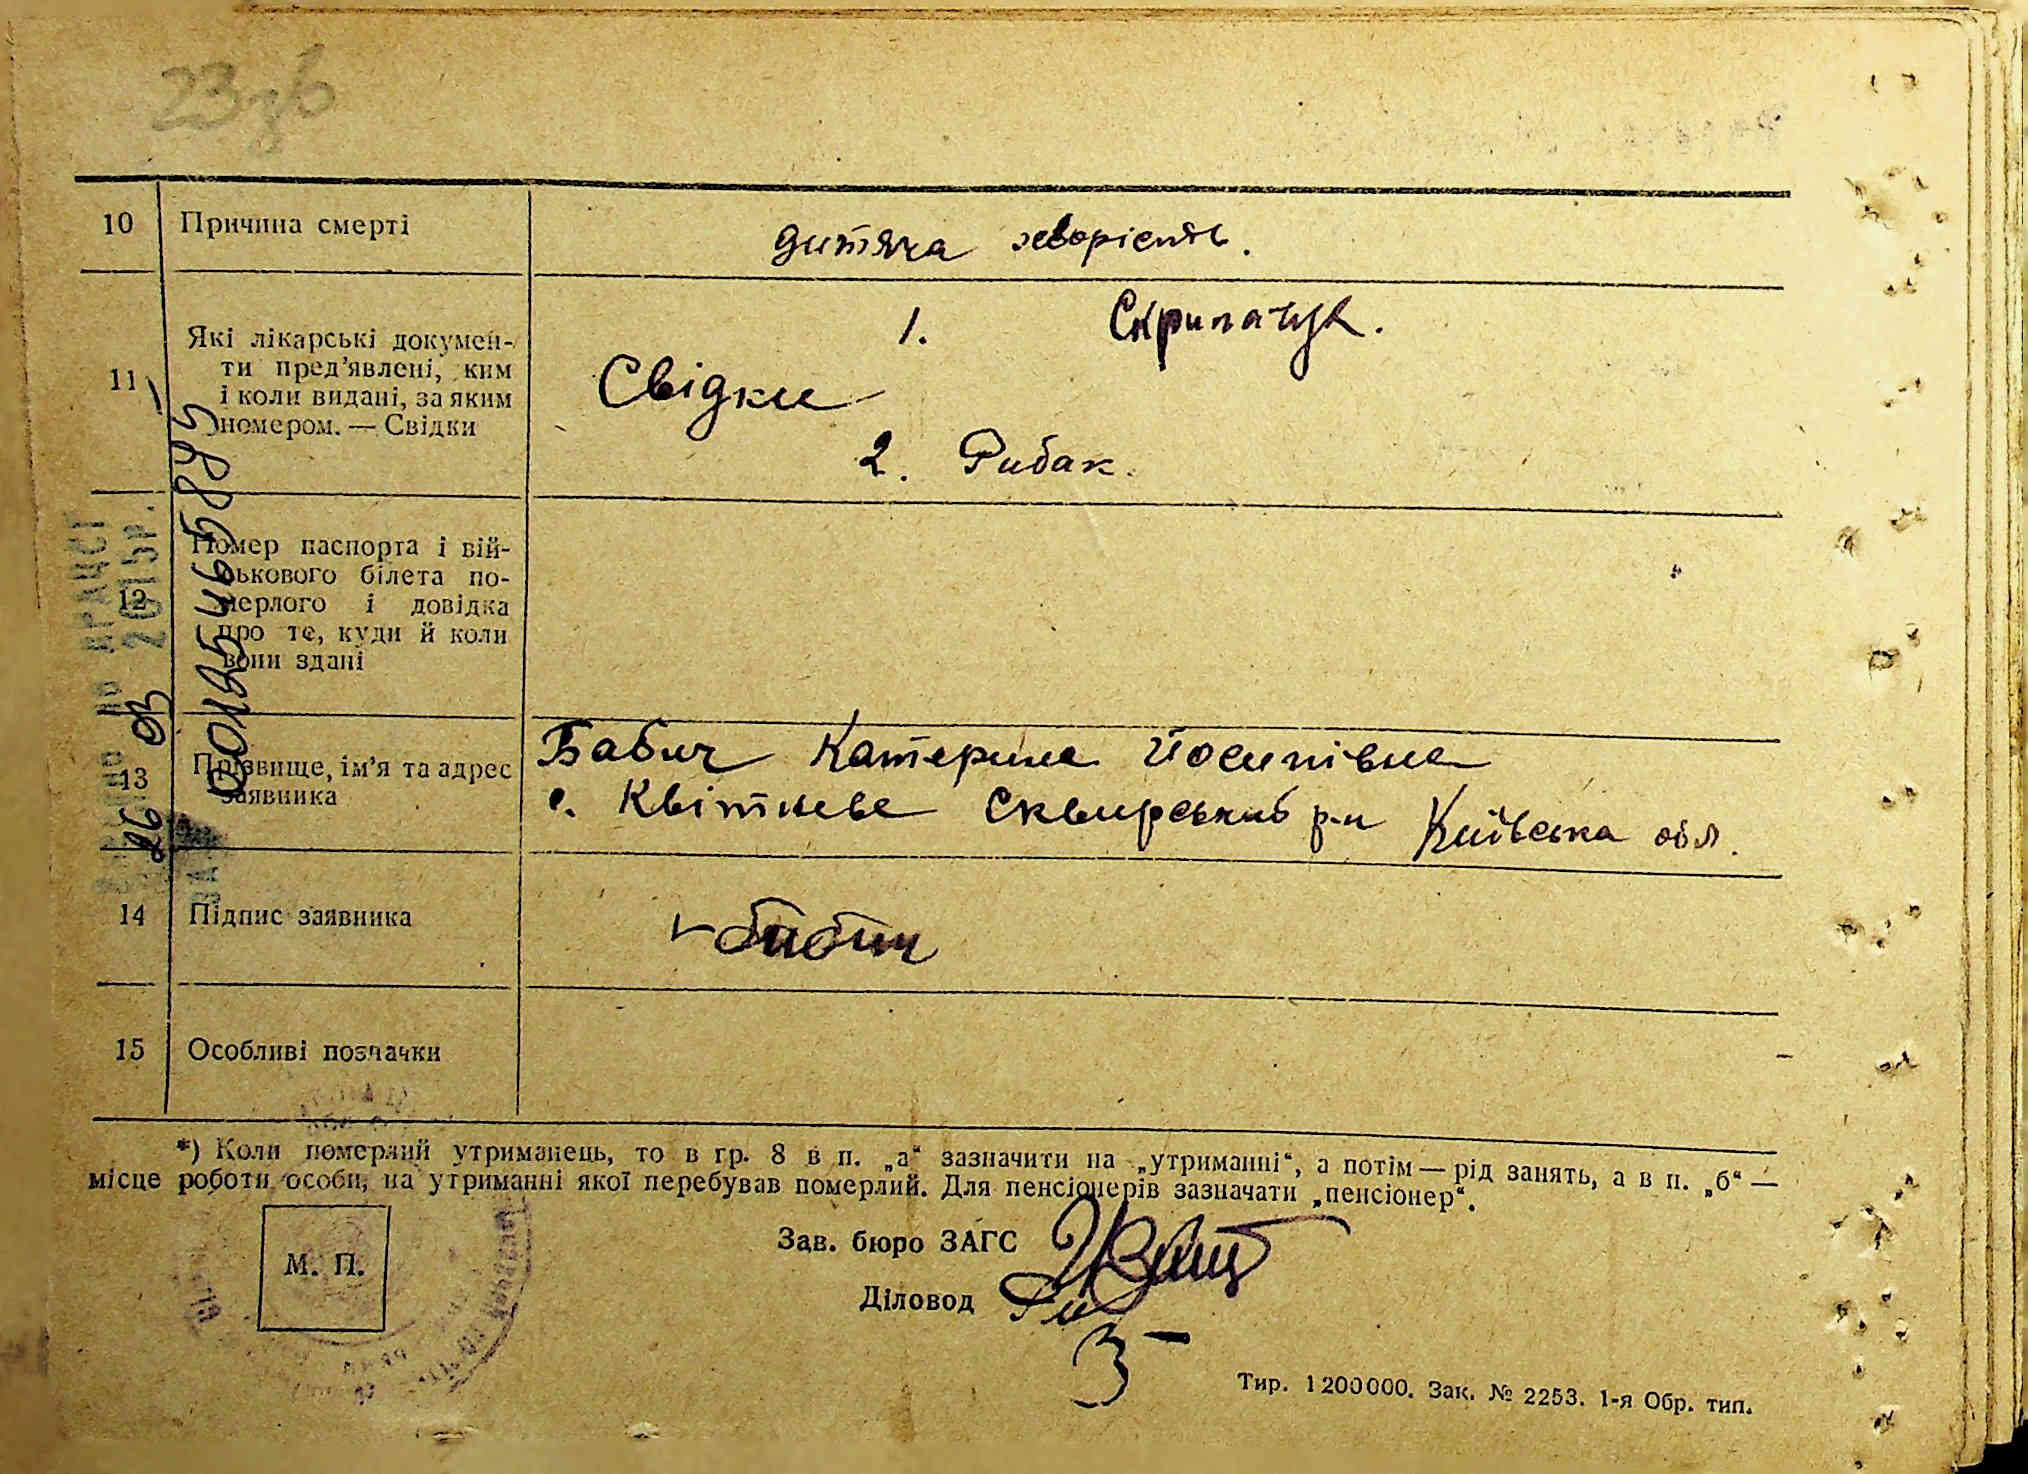 10 Причина смерті дитяча хворість.
11 Які лікарські докумен-
ти пред’явлені, ким
і коли видані, за яким
номером. — Свідки
1. Скрипачук.
Свідки
2. Рибак.
12 Номер паспорта і вій-
ськового білета по-
мерлого і довідка
про те, куди й коли
вони здані
13 Прізвище, ім’я та адрес
заявника
Бабич Катерина Йосипівна
с. Квітневе Сквирський р-н Київська обл.
14 Підпис заявника Бабич
15 Особливі позначки
*) Коли померлий утриманець, то в гр. 8 в п. „а“ зазначити на „утриманні“, а потім — рід занять, а в п. „б“ —
місце роботи особи, на утриманні якої перебував померлий. Для пенсіонерів зазначати „пенсіонер“.
М. П.
Зав. бюро ЗАГС
Діловод
Тир. 1200000. Зак. № 2253. 1-я Обр. тип.
26 03
00125465885